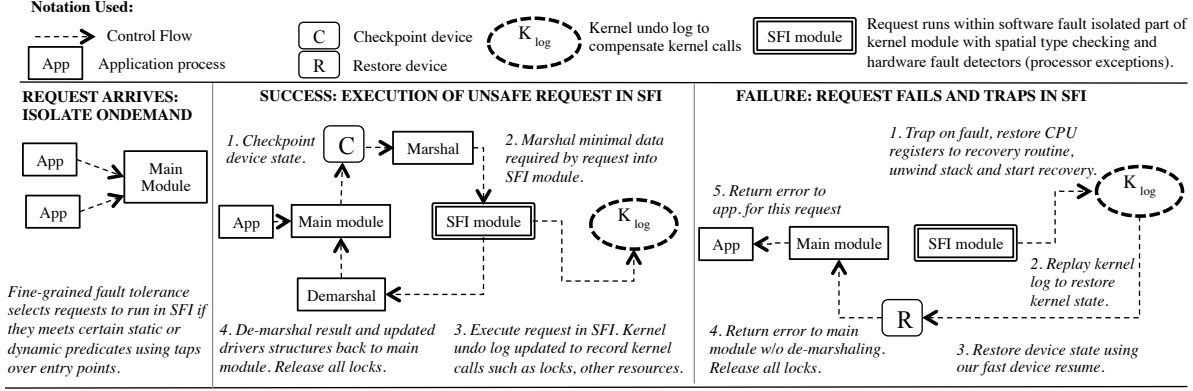 Notation Used:
Control Flow
App
Application process
C
Checkpoint device
R
Restore device
K log
Kernel undo log to
compensate kernel calls
SFI module
Request runs within software fault isolated part of
kernel module with spatial type checking and
hardware fault detectors (processor exceptions).
REQUEST ARRIVES:
ISOLATE ONDEMAND
App
App
Main
Module
Fine-grained fault tolerance
selects requests to run in SFI if
they meets certain static or
dynamic predicates using taps
over entry points.
SUCCESS: EXECUTION OF UNSAFE REQUEST IN SFI
1. Checkpoint
device state.
C
Marshal
2. Marshal minimal data
required by request into
SFI module.
App
Main module
SFI module
K log
Demarshal
4. De-marshal result and updated
drivers structures back to main
module. Release all locks.
3. Execute request in SFI. Kernel
undo log updated to record kernel
calls such as locks, other resources.
FAILURE: REQUEST FAILS AND TRAPS IN SFI
1. Trap on fault, restore CPU
registers to recovery routine,
unwind stack and start recovery.
K log
5. Return error to
app. for this request
App
Main module
SFI module
2. Replay kernel
log to restore
kernel state.
R
4. Return error to main
module w/o de-marshaling.
Release all locks.
3. Restore device state using
our fast device resume.